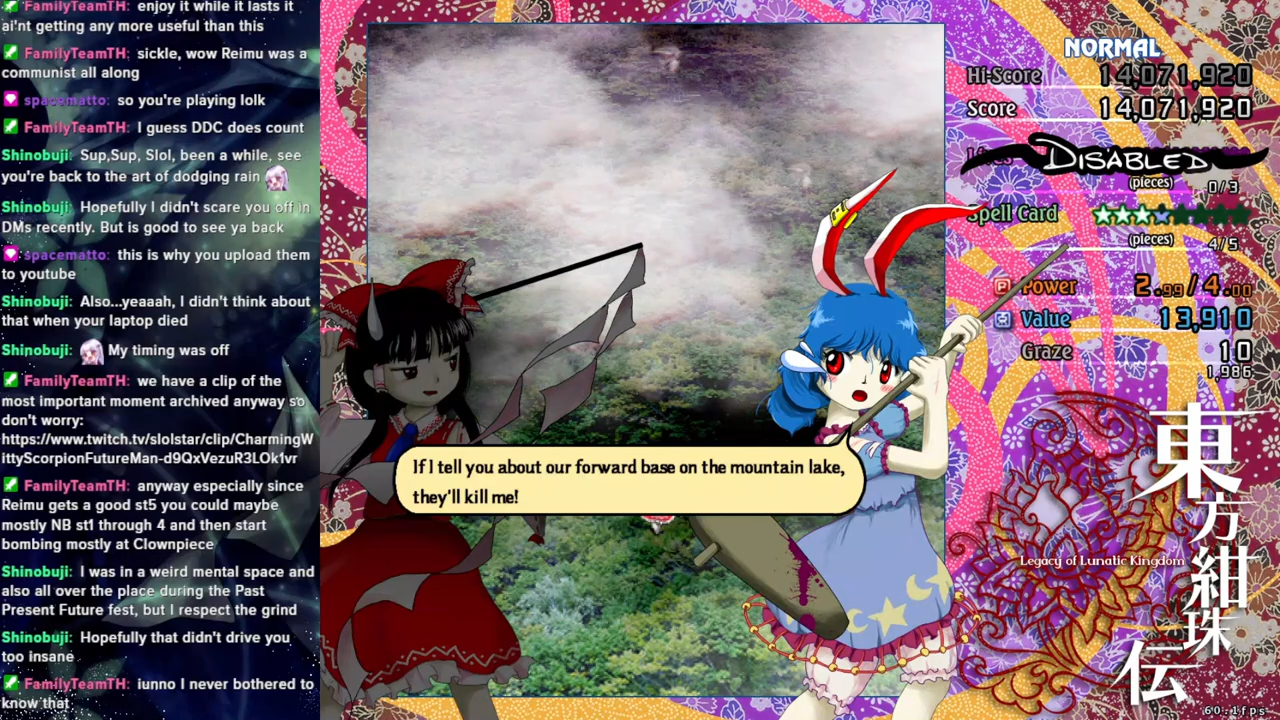 FamilyTeamTH: enjoy it while it lasts it
ai'nt getting any more useful than this
FamilyTeamTH: sickle, wow Reimu was a
communist all along
spacematto: so you're playing lolk
FamilyTeamTH: I guess DDC does count
Shinobuji: Sup,Sup, Slol, been a while, see
you're back to the art of dodging rain
Shinobuji: Hopefully I didn't scare you off in
DMs recently. But is good to see ya back
spacematto: this is why you upload them
to youtube
Shinobuji: Also...yeaaah, I didn't think about
that when your laptop died
Shinobuji: My timing was off
FamilyTeamTH: we have a clip of the
most important moment archived anyway so
don't worry:
https://www.twitch.tv/slolstar/clip/CharmingW
ittyScorpionFutureMan-d9QxVezuR3LOk1vr
FamilyTeamTH: anyway especially since
Reimu gets a good st5 you could maybe
mostly NB st1 through 4 and then start
bombing mostly at Clownpiece
Shinobuji: I was in a weird mental space and
also all over the place during the Past
Present Future fest, but I respect the grind
Shinobuji: Hopefully that didn't drive you
too insane
FamilyTeamTH: iunno I never bothered to
know that
If I tell you about our forward base on the mountain lake,
they'll kill me!
NORMAL
Hi-Score 14,071,920
Score 14,071,920
DISABLED
(pieces) 0/3
Spell Card
(pieces) 4/5
Power 2.99/4.00
Value 13,910
Graze 10
1,986
東方紺珠伝
Legacy of Lunatic Kingdom
60.1fps